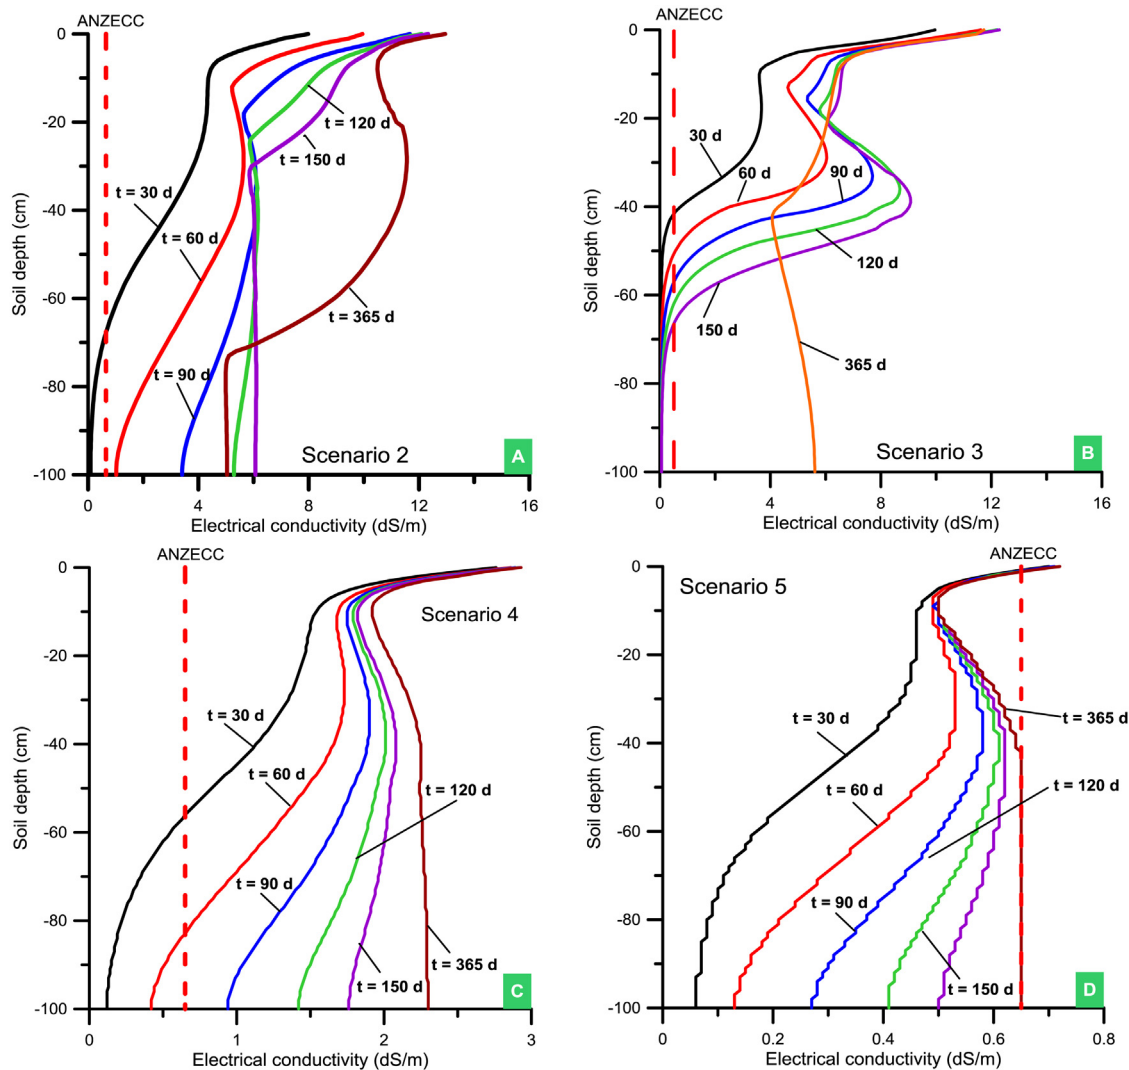 ANZECC
0
-20
-40
-60
-80
-100
Soil depth (cm)
t = 30 d
t = 60 d
t = 90 d
t = 120 d
t = 150 d
t = 365 d
Scenario 2
A
0
4
8
12
16
Electrical conductivity (dS/m)
ANZECC
0
-20
-40
-60
-80
-100
Soil depth (cm)
30 d
60 d
90 d
120 d
150 d
365 d
Scenario 3
B
0
4
8
12
16
Electrical conductivity (dS/m)
ANZECC
0
-20
-40
-60
-80
-100
Soil depth (cm)
Scenario 4
t = 30 d
t = 60 d
t = 120 d
t = 90 d
t = 365 d
t = 150 d
C
0
1
2
3
Electrical conductivity (dS/m)
ANZECC
0
-20
-40
-60
-80
-100
Soil depth (cm)
Scenario 5
t = 30 d
t = 365 d
t = 60 d
t = 120 d
t = 90 d
t = 150 d
D
0
0.2
0.4
0.6
0.8
Electrical conductivity (dS/m)